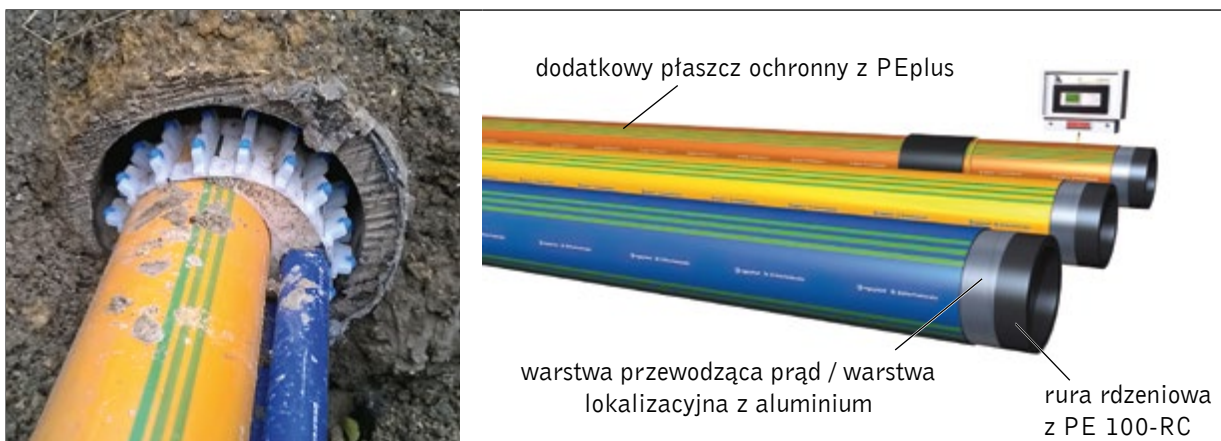 dodatkowy płaszcz ochronny z PEplus
warstwa przewodząca prąd / warstwa
lokalizacyjna z aluminium
rura rdzeniowa
z PE 100-RC